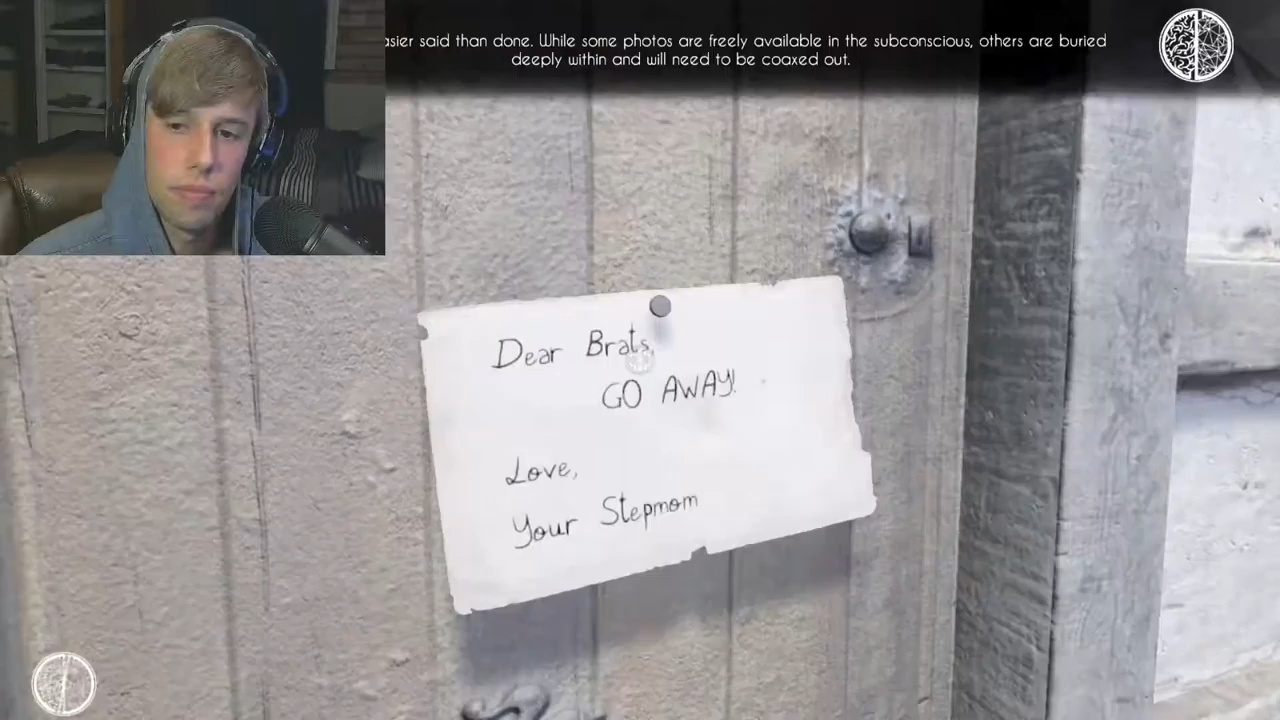 asier said than done. While some photos are freely available in the subconscious, others are buried
deeply within and will need to be coaxed out.
Dear Brats,
GO AWAY!
Love,
Your Stepmom